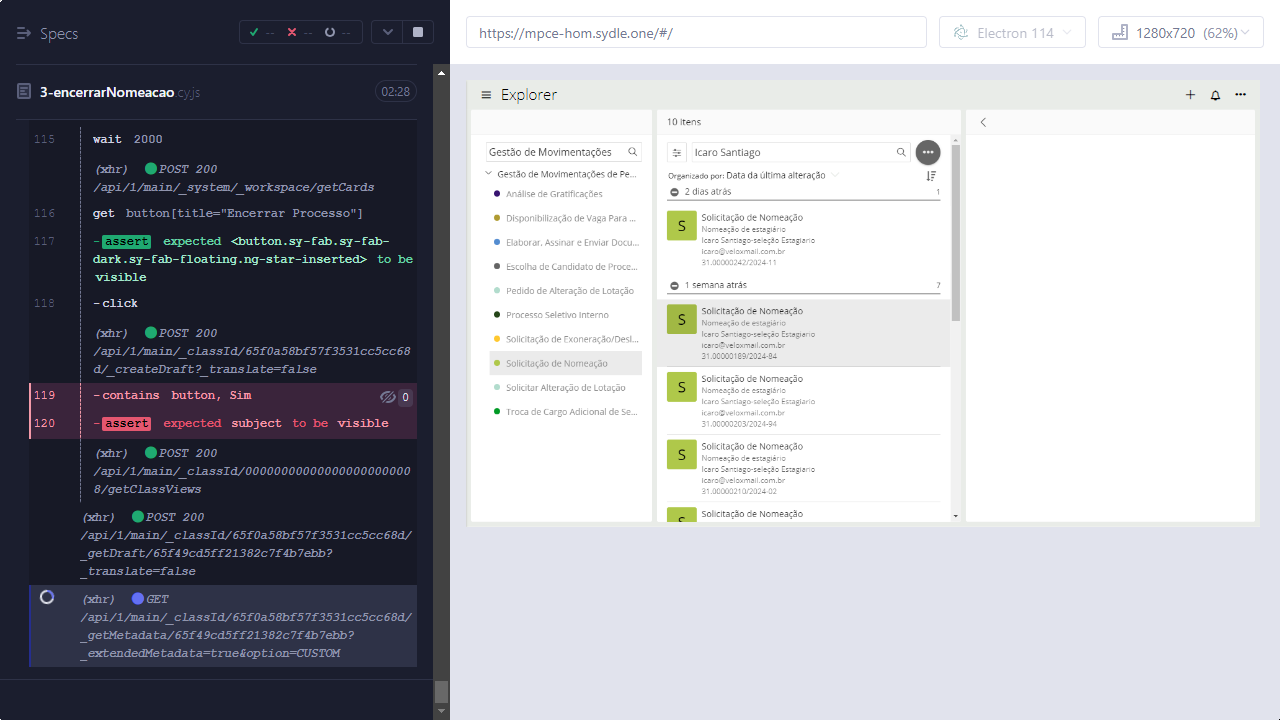 Specs
✓ -- ✕ -- --
3-encerrarNomeacao.cy.js 02:28
115 wait 2000
(xhr) POST 200
/api/1/main/_system/_workspace/getCards
116 get button[title="Encerrar Processo"]
117 -assert expected <button.sy-fab.sy-fab-
dark.sy-fab-floating.ng-star-inserted> to be
visible
118 -click
(xhr) POST 200
/api/1/main/_classId/65f0a58bf57f3531cc5cc68
d/_createDraft?_translate=false
119 -contains button, Sim 0
120 -assert expected subject to be visible
(xhr) POST 200
/api/1/main/_classId/00000000000000000000000
8/getClassViews
(xhr) POST 200
/api/1/main/_classId/65f0a58bf57f3531cc5cc68d/
_getDraft/65f49cd5ff21382c7f4b7ebb?
_translate=false
(xhr) GET
/api/1/main/_classId/65f0a58bf57f3531cc5cc68d/
_getMetadata/65f49cd5ff21382c7f4b7ebb?
_extendedMetadata=true&option=CUSTOM
https://mpce-hom.sydle.one/#/
Electron 114
1280x720 (62%)
Explorer
Gestão de Movimentações
Gestão de Movimentações de Pe...
Análise de Gratificações
Disponibilização de Vaga Para ...
Elaborar, Assinar e Enviar Docu...
Escolha de Candidato de Proce...
Pedido de Alteração de Lotação
Processo Seletivo Interno
Solicitação de Exoneração/Desl...
Solicitação de Nomeação
Solicitar Alteração de Lotação
Troca de Cargo Adicional de Se...
10 itens
Icaro Santiago
Organizado por: Data da última alteração
2 dias atrás 1
S
Solicitação de Nomeação
Nomeação de estagiário
Icaro Santiago-seleção Estagiario
icaro@veloxmail.com.br
31.00000242/2024-11
1 semana atrás 7
S
Solicitação de Nomeação
Nomeação de estagiário
Icaro Santiago-seleção Estagiario
icaro@veloxmail.com.br
31.00000189/2024-84
S
Solicitação de Nomeação
Nomeação de estagiário
Icaro Santiago-seleção Estagiario
icaro@veloxmail.com.br
31.00000203/2024-94
S
Solicitação de Nomeação
Nomeação de estagiário
Icaro Santiago-seleção Estagiario
icaro@veloxmail.com.br
31.00000210/2024-02
S
Solicitação de Nomeação